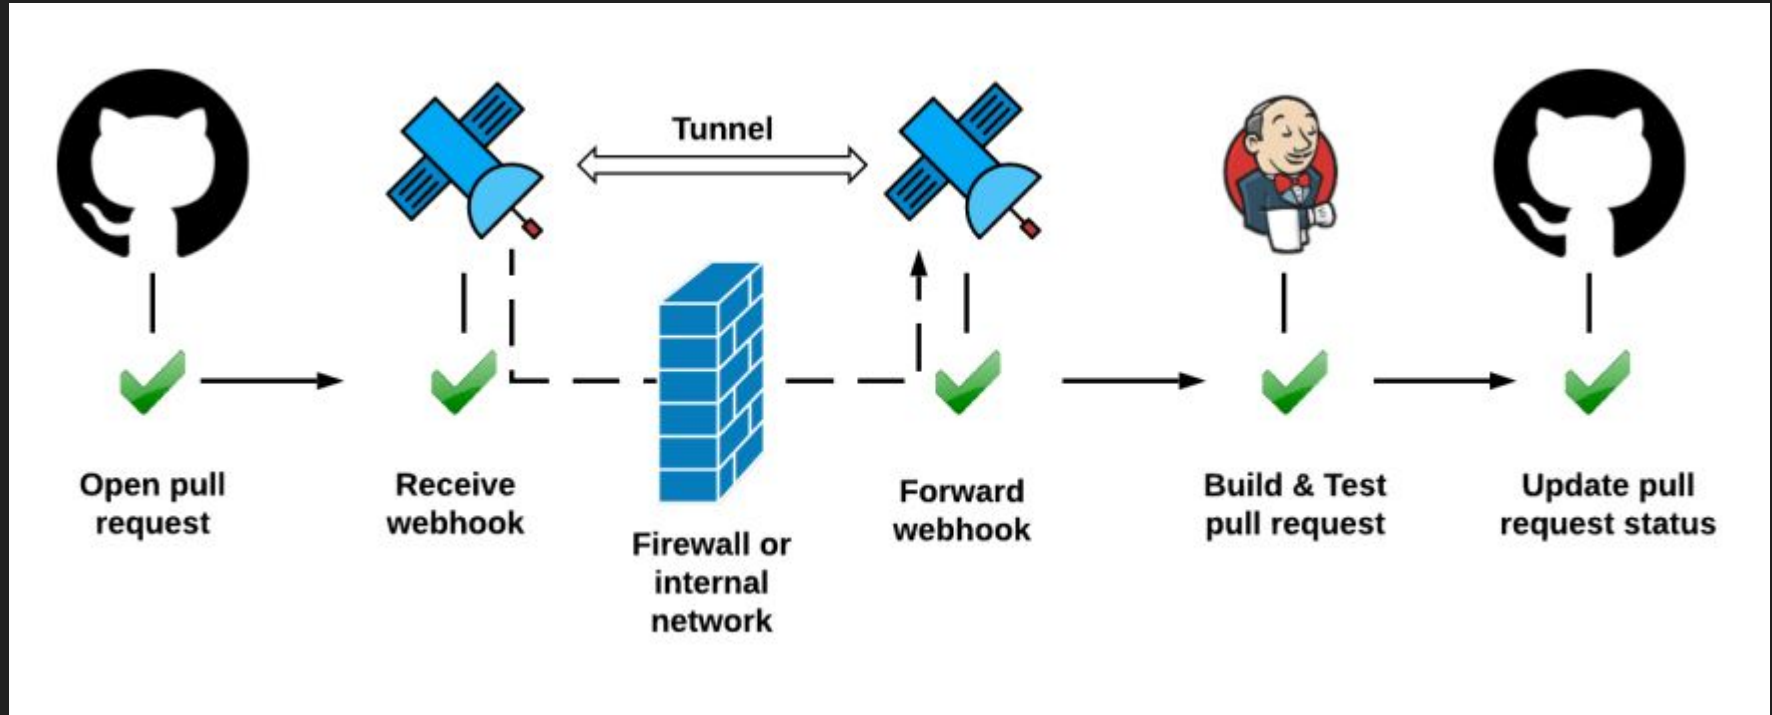 Tunnel
Open pull
request
Receive
webhook
Firewall or
internal
network
Forward
webhook
Build & Test
pull request
Update pull
request status